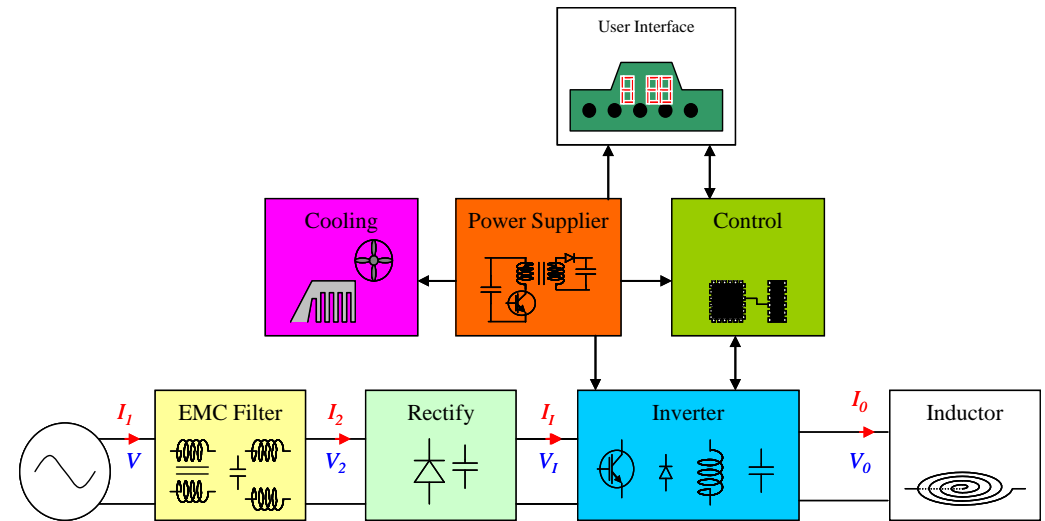 User Interface
Cooling
Power Supplier
Control
I1
EMC Filter
I2
Rectify
II
Inverter
I0
Inductor
V
V2
VI
V0